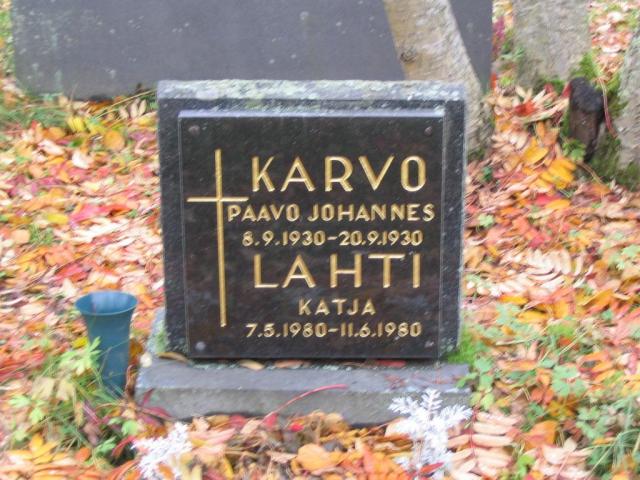 KARVO
PAAVO JOHANNES
8.9.1930-20.9.1930
LAHTI
KATJA
7.5.1980-11.6.1980